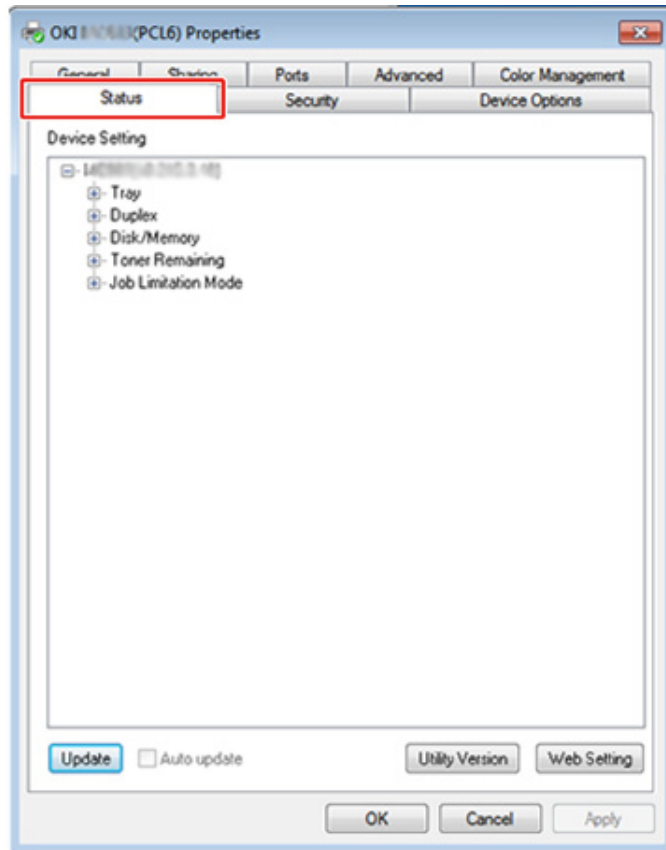 OKI (PCL6) Properties
General Sharing Ports Advanced Color Management
Status Security Device Options
Device Setting
Tray
Duplex
Disk/Memory
Toner Remaining
Job Limitation Mode
Update Auto update Utility Version Web Setting
OK Cancel Apply